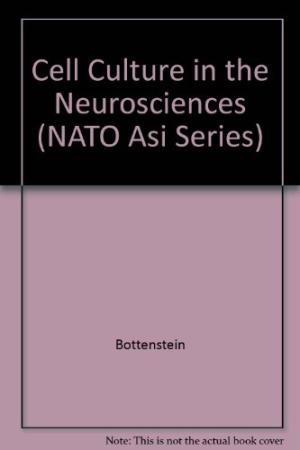 Cell Culture in the
Neurosciences
(NATO Asi Series)
Bottenstein
Note: This is not the actual book cover